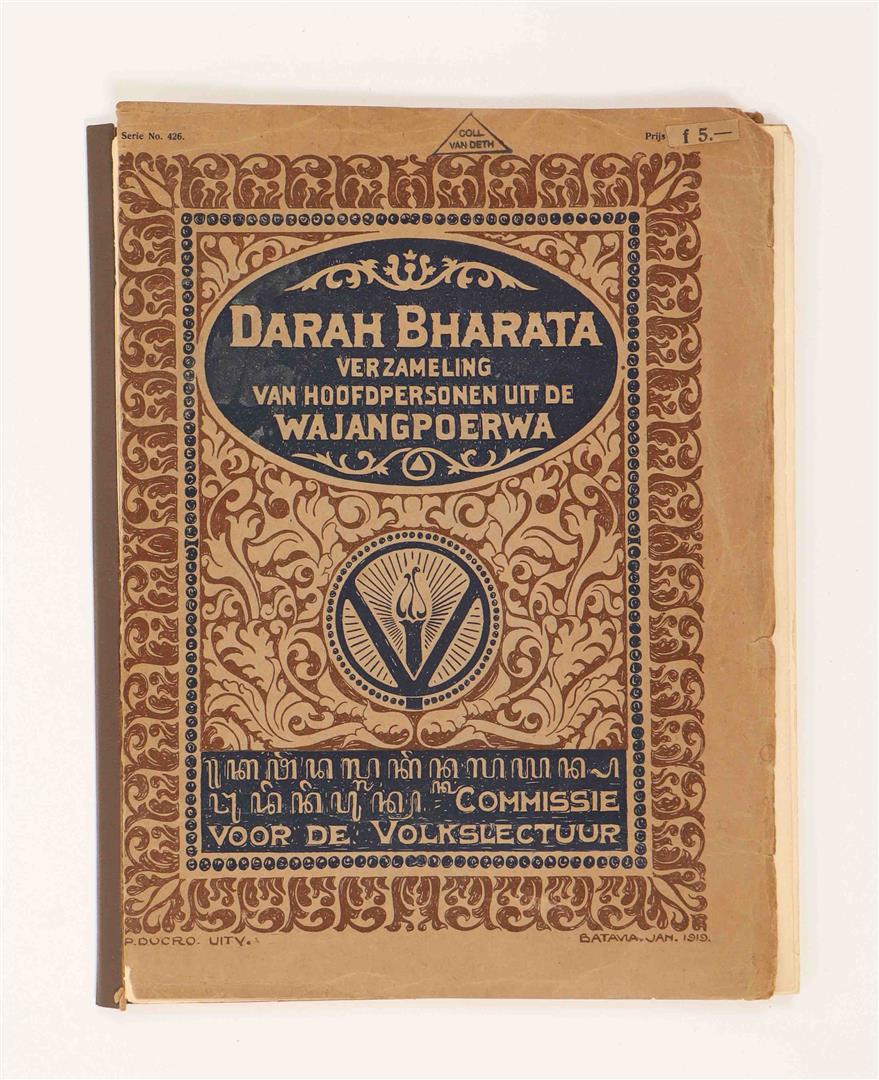 Serie No. 426.
COLL.
VAN DETH
Prijs f 5.—
DARAH BHARATA
VERZAMELING
VAN HOOFDPERSONEN UIT DE
WAJANGPOERWA
COMMISSIE
VOOR DE VOLKSLECTUUR
P. DUCRO. UITV.
BATAVIA. JAN. 1919.